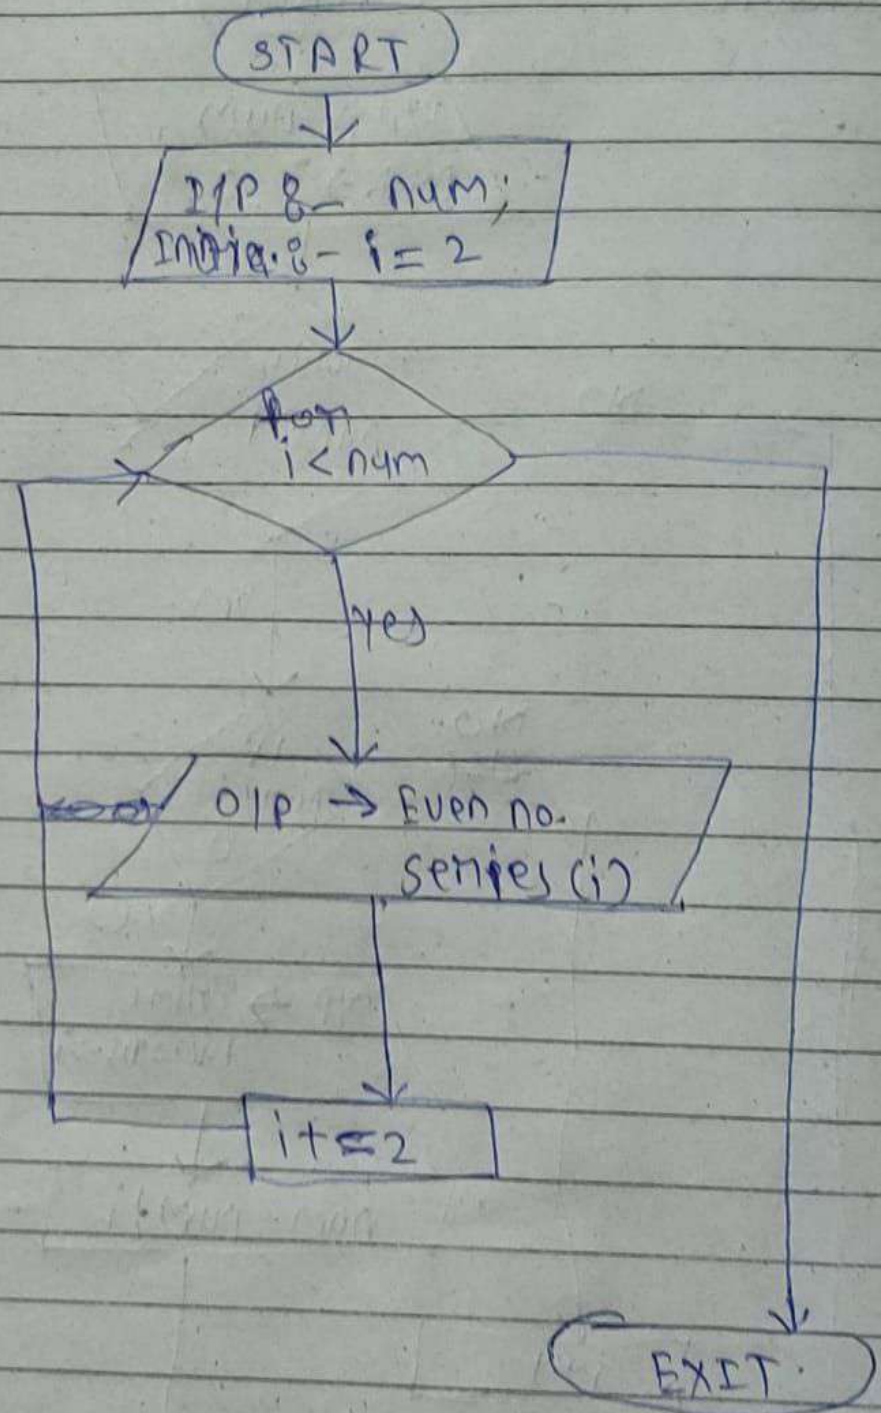 START
I/P :- num;
i = 2
for
i < num
yes
O/P → Even no.
series (i)
i+=2
EXIT.